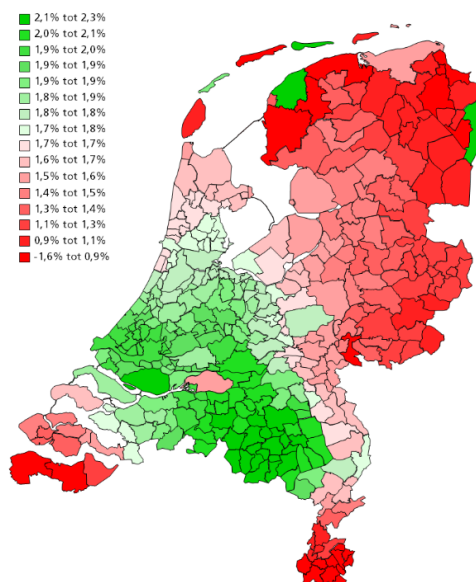 2,1% tot 2,3%
2,0% tot 2,1%
1,9% tot 2,0%
1,9% tot 1,9%
1,9% tot 1,9%
1,8% tot 1,9%
1,8% tot 1,8%
1,7% tot 1,8%
1,7% tot 1,7%
1,6% tot 1,7%
1,5% tot 1,6%
1,4% tot 1,5%
1,3% tot 1,4%
1,1% tot 1,3%
0,9% tot 1,1%
-1,6% tot 0,9%